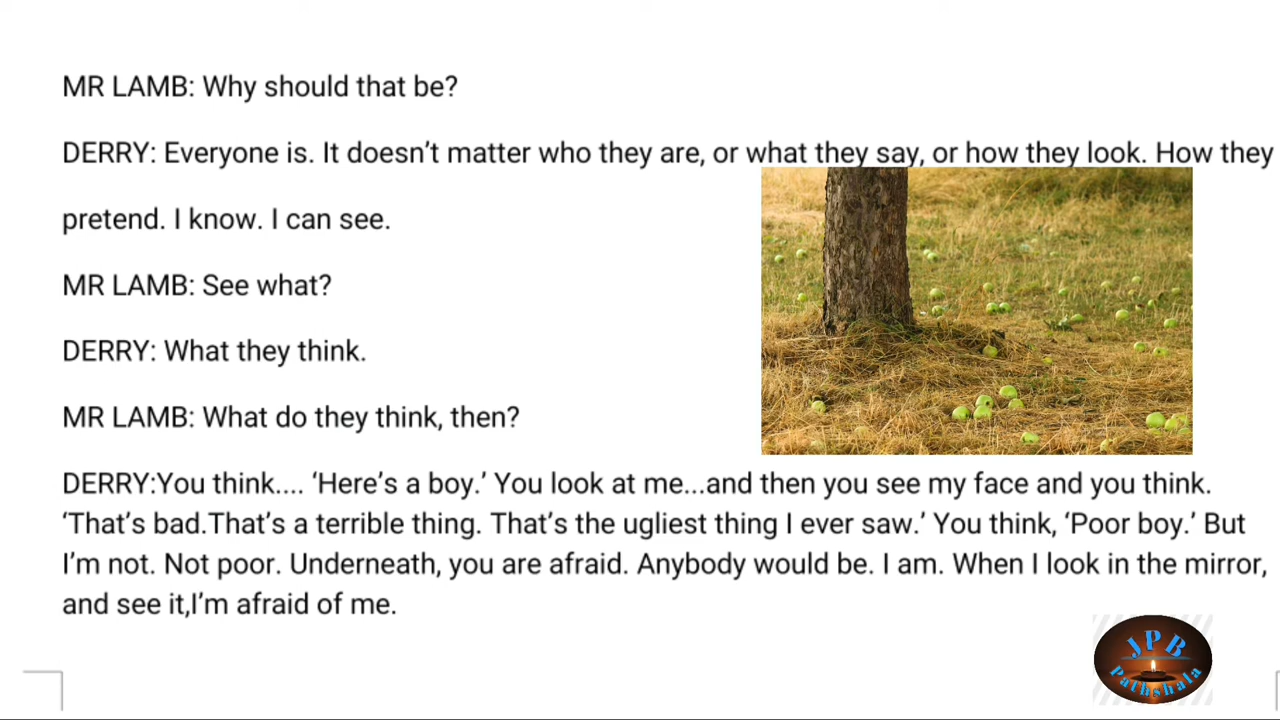 MR LAMB: Why should that be?
DERRY: Everyone is. It doesn’t matter who they are, or what they say, or how they look. How they
pretend. I know. I can see.
MR LAMB: See what?
DERRY: What they think.
MR LAMB: What do they think, then?
DERRY:You think.... ‘Here’s a boy.’ You look at me...and then you see my face and you think.
‘That’s bad.That’s a terrible thing. That’s the ugliest thing I ever saw.’ You think, ‘Poor boy.’ But
I’m not. Not poor. Underneath, you are afraid. Anybody would be. I am. When I look in the mirror,
and see it,I’m afraid of me.
JPB
Pathshala